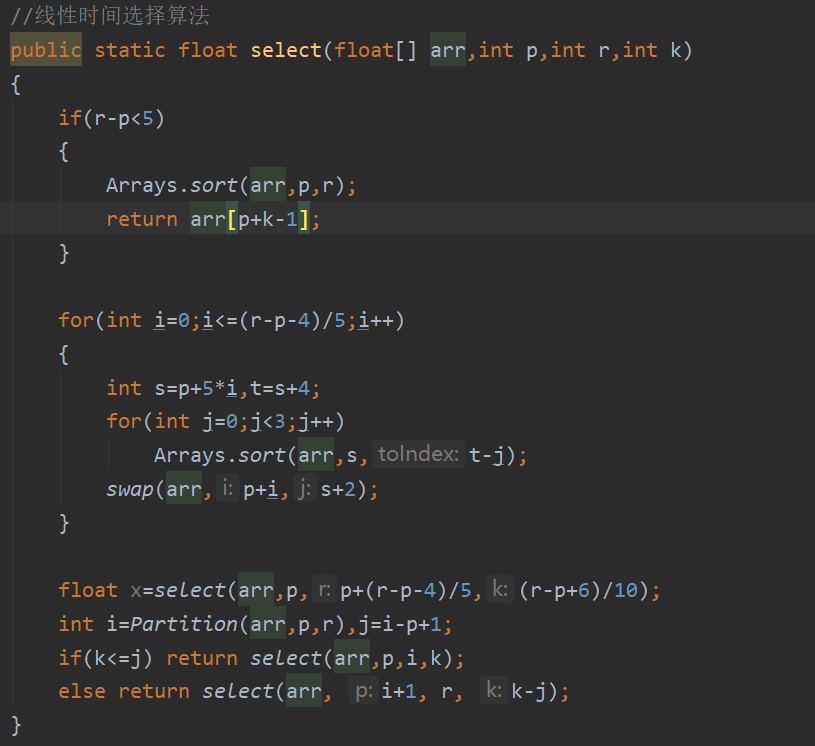 //线性时间选择算法
public static float select(float[] arr,int p,int r,int k)
{
    if(r-p<5)
    {
        Arrays.sort(arr,p,r);
        return arr[p+k-1];
    }
    for(int i=0;i<=(r-p-4)/5;i++)
    {
        int s=p+5*i,t=s+4;
        for(int j=0;j<3;j++)
            Arrays.sort(arr,s, toIndex: t-j);
        swap(arr, i: p+i, j: s+2);
    }
    float x=select(arr,p, r: p+(r-p-4)/5, k: (r-p+6)/10);
    int i=Partition(arr,p,r),j=i-p+1;
    if(k<=j) return select(arr,p,i,k);
    else return select(arr, p: i+1, r, k: k-j);
}